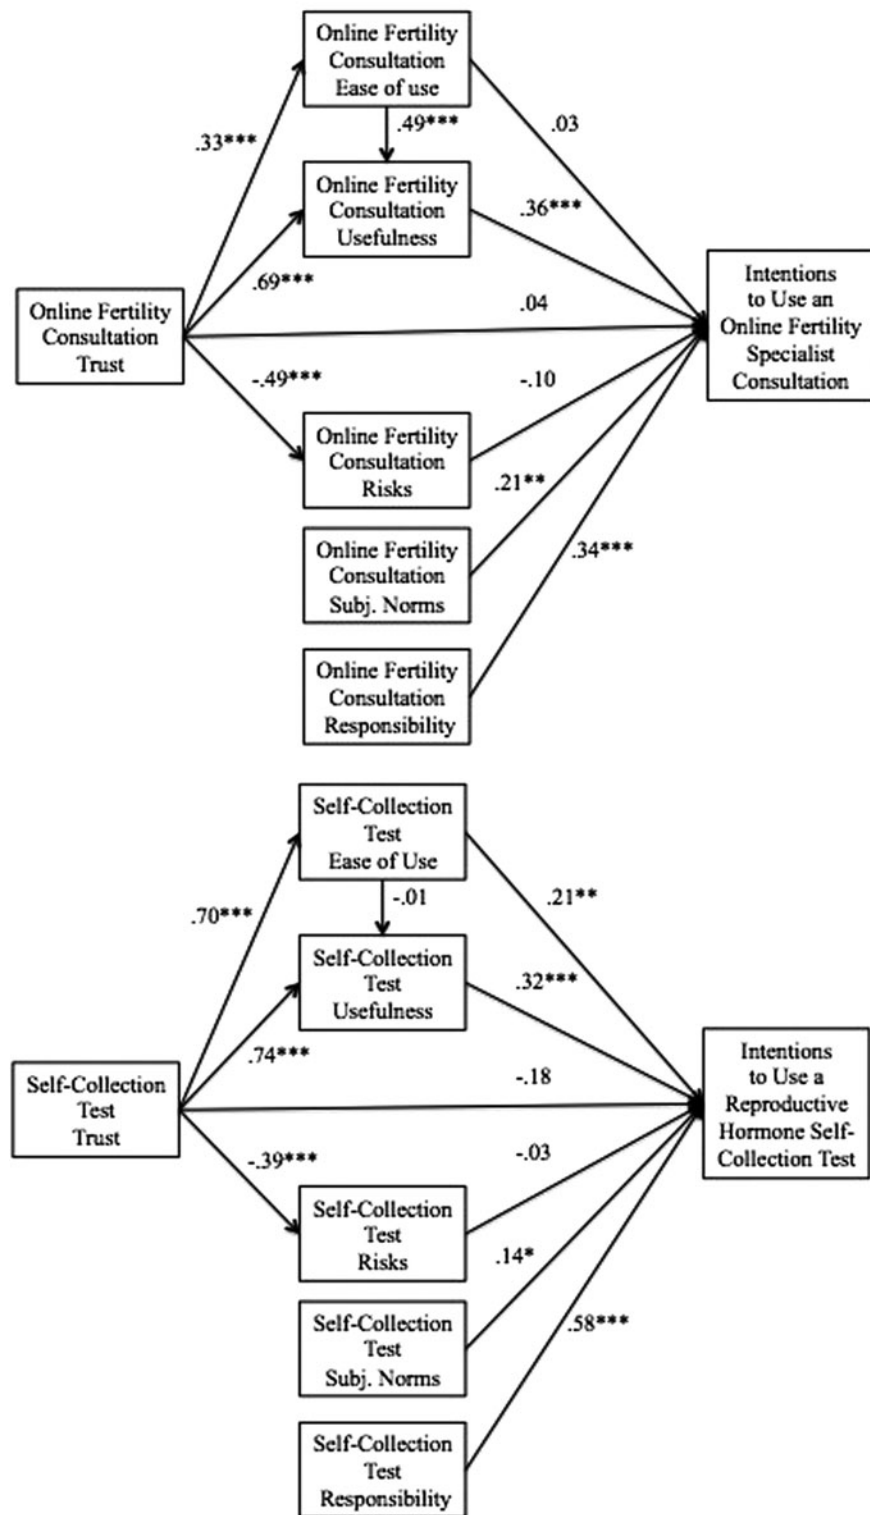 Online Fertility
Consultation
Ease of use
.33***
.49***
.03
Online Fertility
Consultation
Usefulness
.36***
.69***
Online Fertility
Consultation
Trust
.04
Intentions
to Use an
Online Fertility
Specialist
Consultation
-.49***
-.10
Online Fertility
Consultation
Risks
.21**
Online Fertility
Consultation
Subj. Norms
.34***
Online Fertility
Consultation
Responsibility
Self-Collection
Test
Ease of Use
.70***
-.01
.21**
Self-Collection
Test
Usefulness
.32***
.74***
Self-Collection
Test
Trust
-.18
Intentions
to Use a
Reproductive
Hormone Self-
Collection Test
-.39***
-.03
Self-Collection
Test
Risks
.14*
Self-Collection
Test
Subj. Norms
.58***
Self-Collection
Test
Responsibility